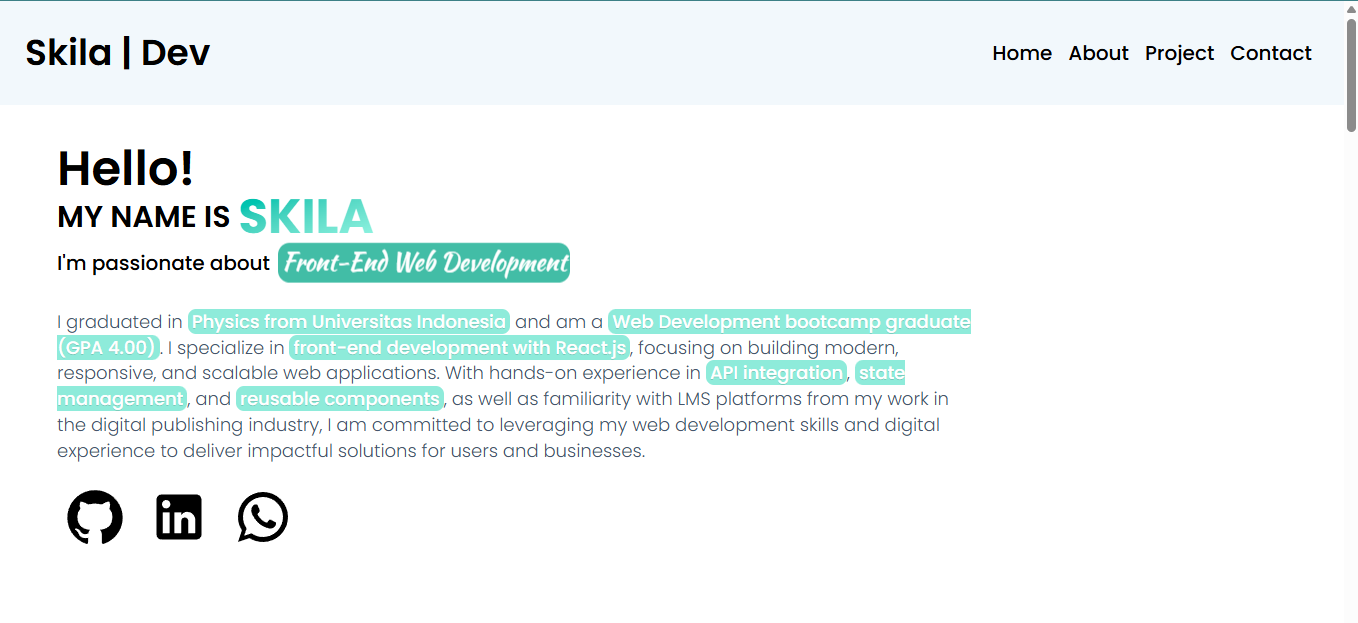 Skila | Dev
Home About Project Contact
Hello!
MY NAME IS SKILA
I'm passionate about Front-End Web Development
I graduated in Physics from Universitas Indonesia and am a Web Development bootcamp graduate
(GPA 4.00). I specialize in front-end development with React.js, focusing on building modern,
responsive, and scalable web applications. With hands-on experience in API integration, state
management, and reusable components, as well as familiarity with LMS platforms from my work in
the digital publishing industry, I am committed to leveraging my web development skills and digital
experience to deliver impactful solutions for users and businesses.
in